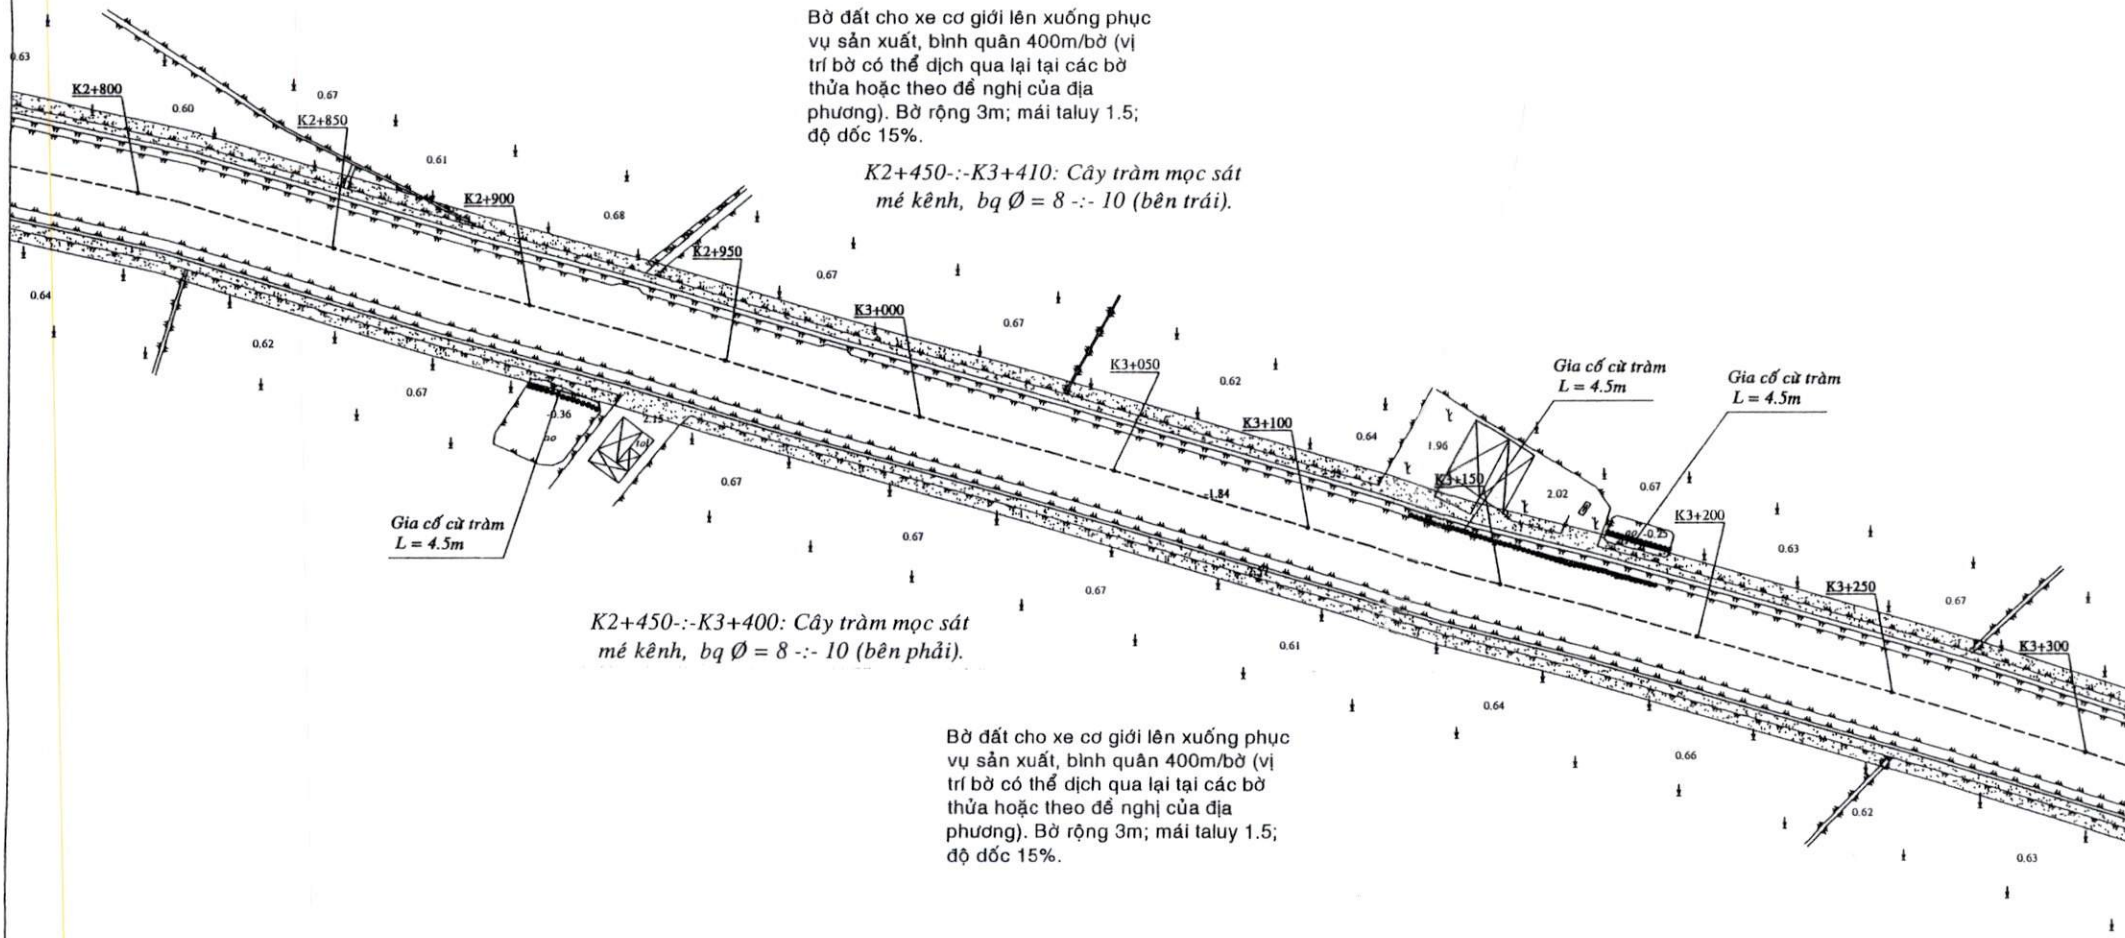 Bờ đất cho xe cơ giới lên xuống phục
vụ sản xuất, bình quân 400m/bờ (vị
trí bờ có thể dịch qua lại tại các bờ
thửa hoặc theo đề nghị của địa
phương). Bờ rộng 3m; mái taluy 1.5;
độ dốc 15%.
K2+450-:-K3+410: Cây tràm mọc sát
mé kênh, bq Ø = 8 -:- 10 (bên trái).
0.63
K2+800
0.60
0.67
K2+850
0.61
K2+900
0.68
K2+950
0.67
K3+000
0.67
K3+050
0.62
K3+100
0.64
1.96
K3+150
2.02
Gia cố cừ tràm
L = 4.5m
Gia cố cừ tràm
L = 4.5m
0.67
K3+200
-0.25
0.63
K3+250
0.67
K3+300
0.64
0.62
0.67
-0.36
ao
2.15
tol
0.67
-1.84
0.67
0.67
0.61
0.64
0.66
0.62
0.63
Gia cố cừ tràm
L = 4.5m
K2+450-:-K3+400: Cây tràm mọc sát
mé kênh, bq Ø = 8 -:- 10 (bên phải).
Bờ đất cho xe cơ giới lên xuống phục
vụ sản xuất, bình quân 400m/bờ (vị
trí bờ có thể dịch qua lại tại các bờ
thửa hoặc theo đề nghị của địa
phương). Bờ rộng 3m; mái taluy 1.5;
độ dốc 15%.